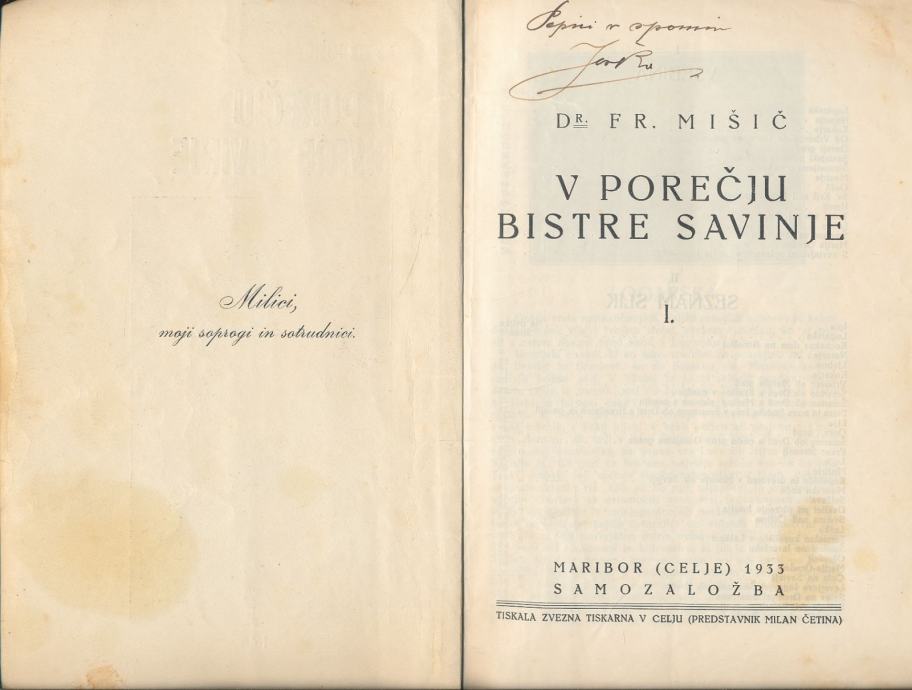 Milici,
moji soprogi in sotrudnici.
Pepni v spomin
DR. FR. MIŠIČ
V POREČJU
BISTRE SAVINJE
I.
MARIBOR (CELJE) 1933
SAMOZALOŽBA
TISKALA ZVEZNA TISKARNA V CELJU (PREDSTAVNIK MILAN ČETINA)